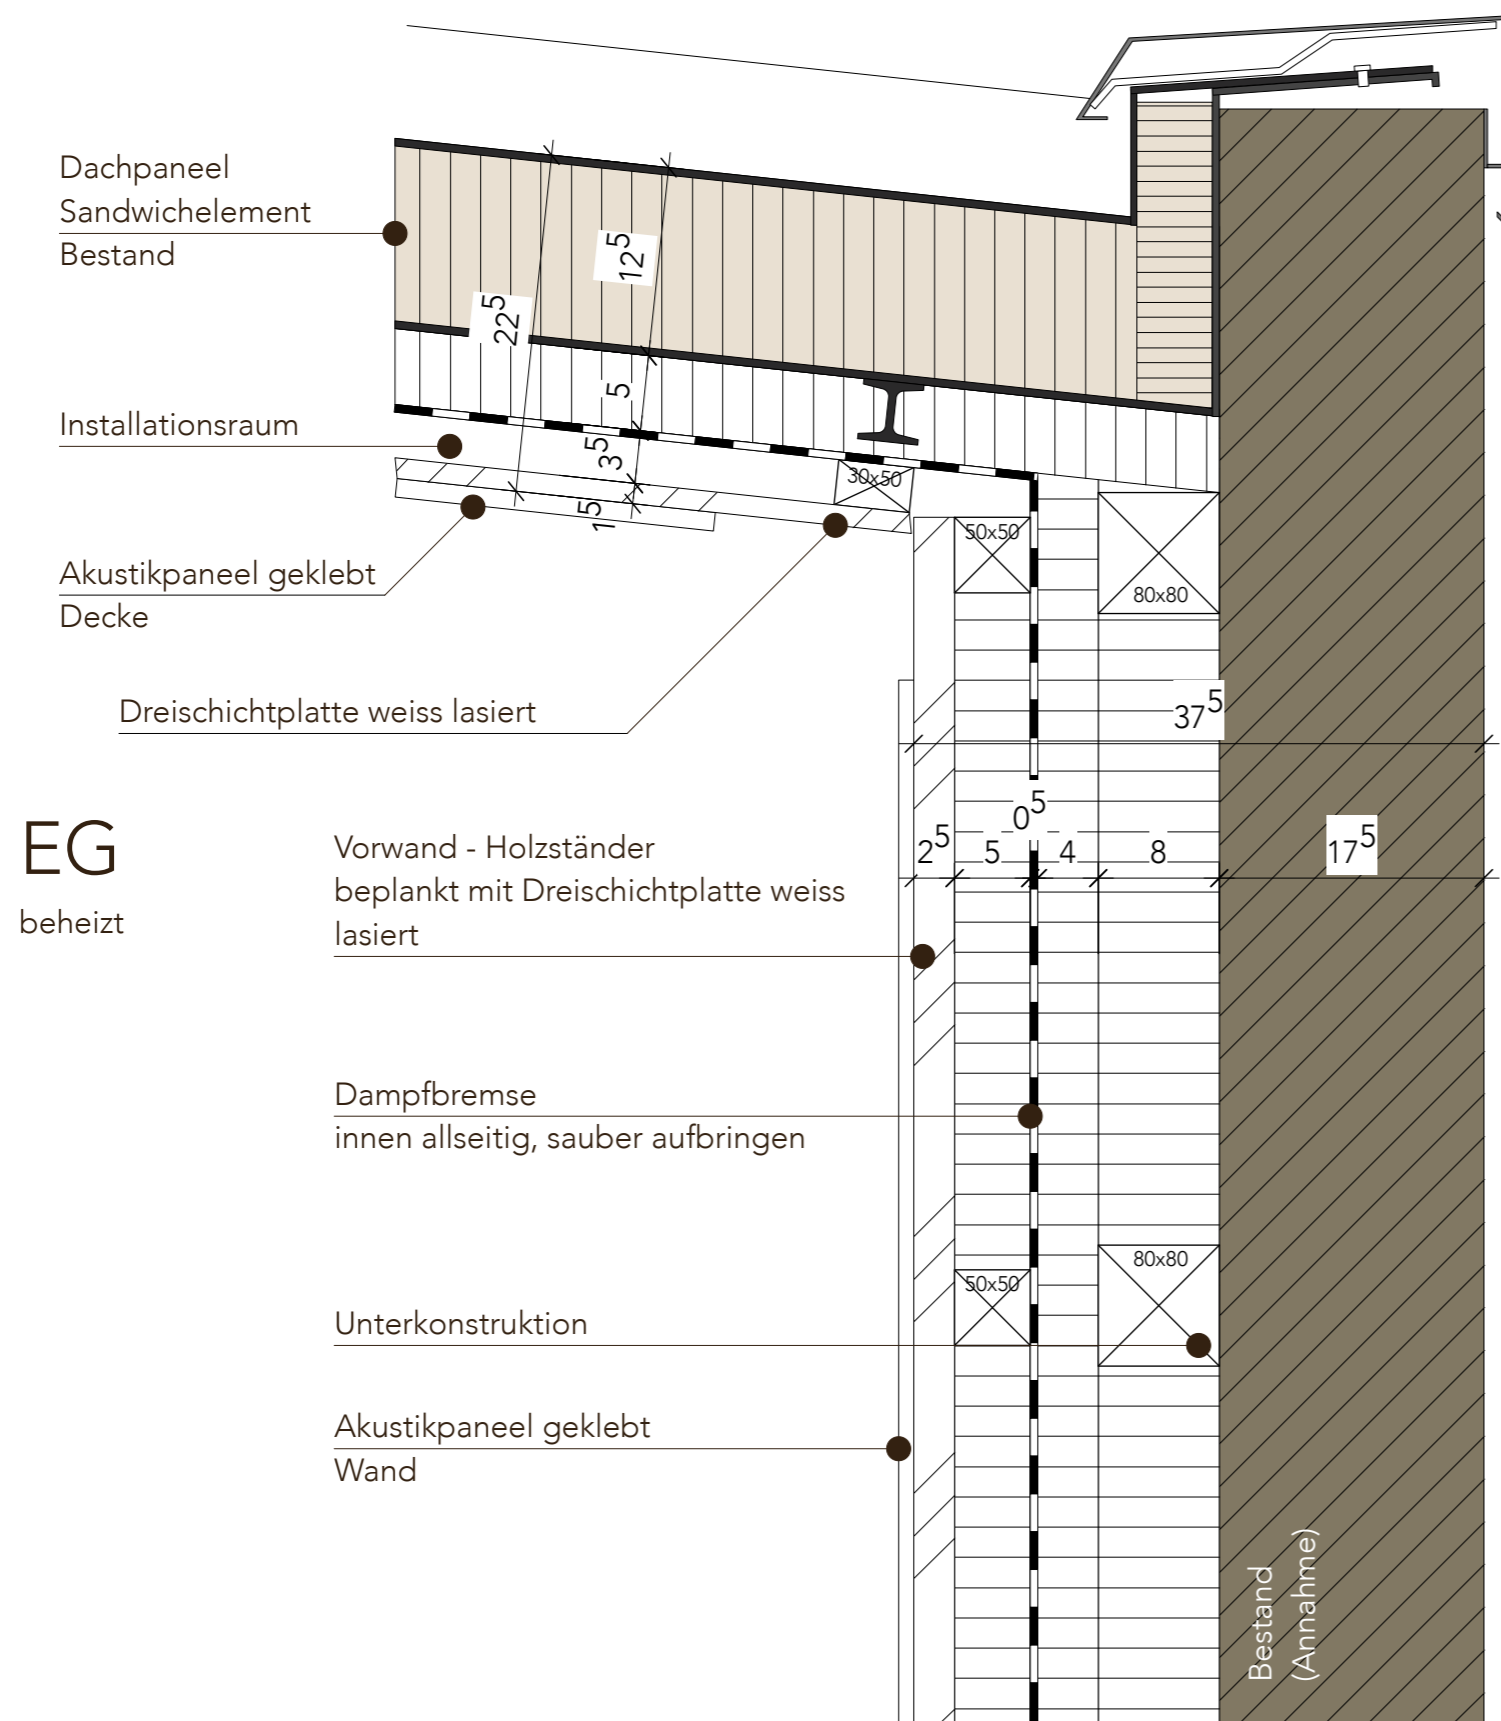 Dachpaneel
Sandwichelement
Bestand
12⁵
22⁵
5
Installationsraum
3⁵
30x50
1⁵
50x50
Akustikpaneel geklebt
Decke
80x80
Dreischichtplatte weiss lasiert
37⁵
EG
beheizt
Vorwand - Holzständer
beplankt mit Dreischichtplatte weiss
lasiert
0⁵
2⁵ 5 4 8 17⁵
Dampfbremse
innen allseitig, sauber aufbringen
80x80
50x50
Unterkonstruktion
Akustikpaneel geklebt
Wand
Bestand
(Annahme)